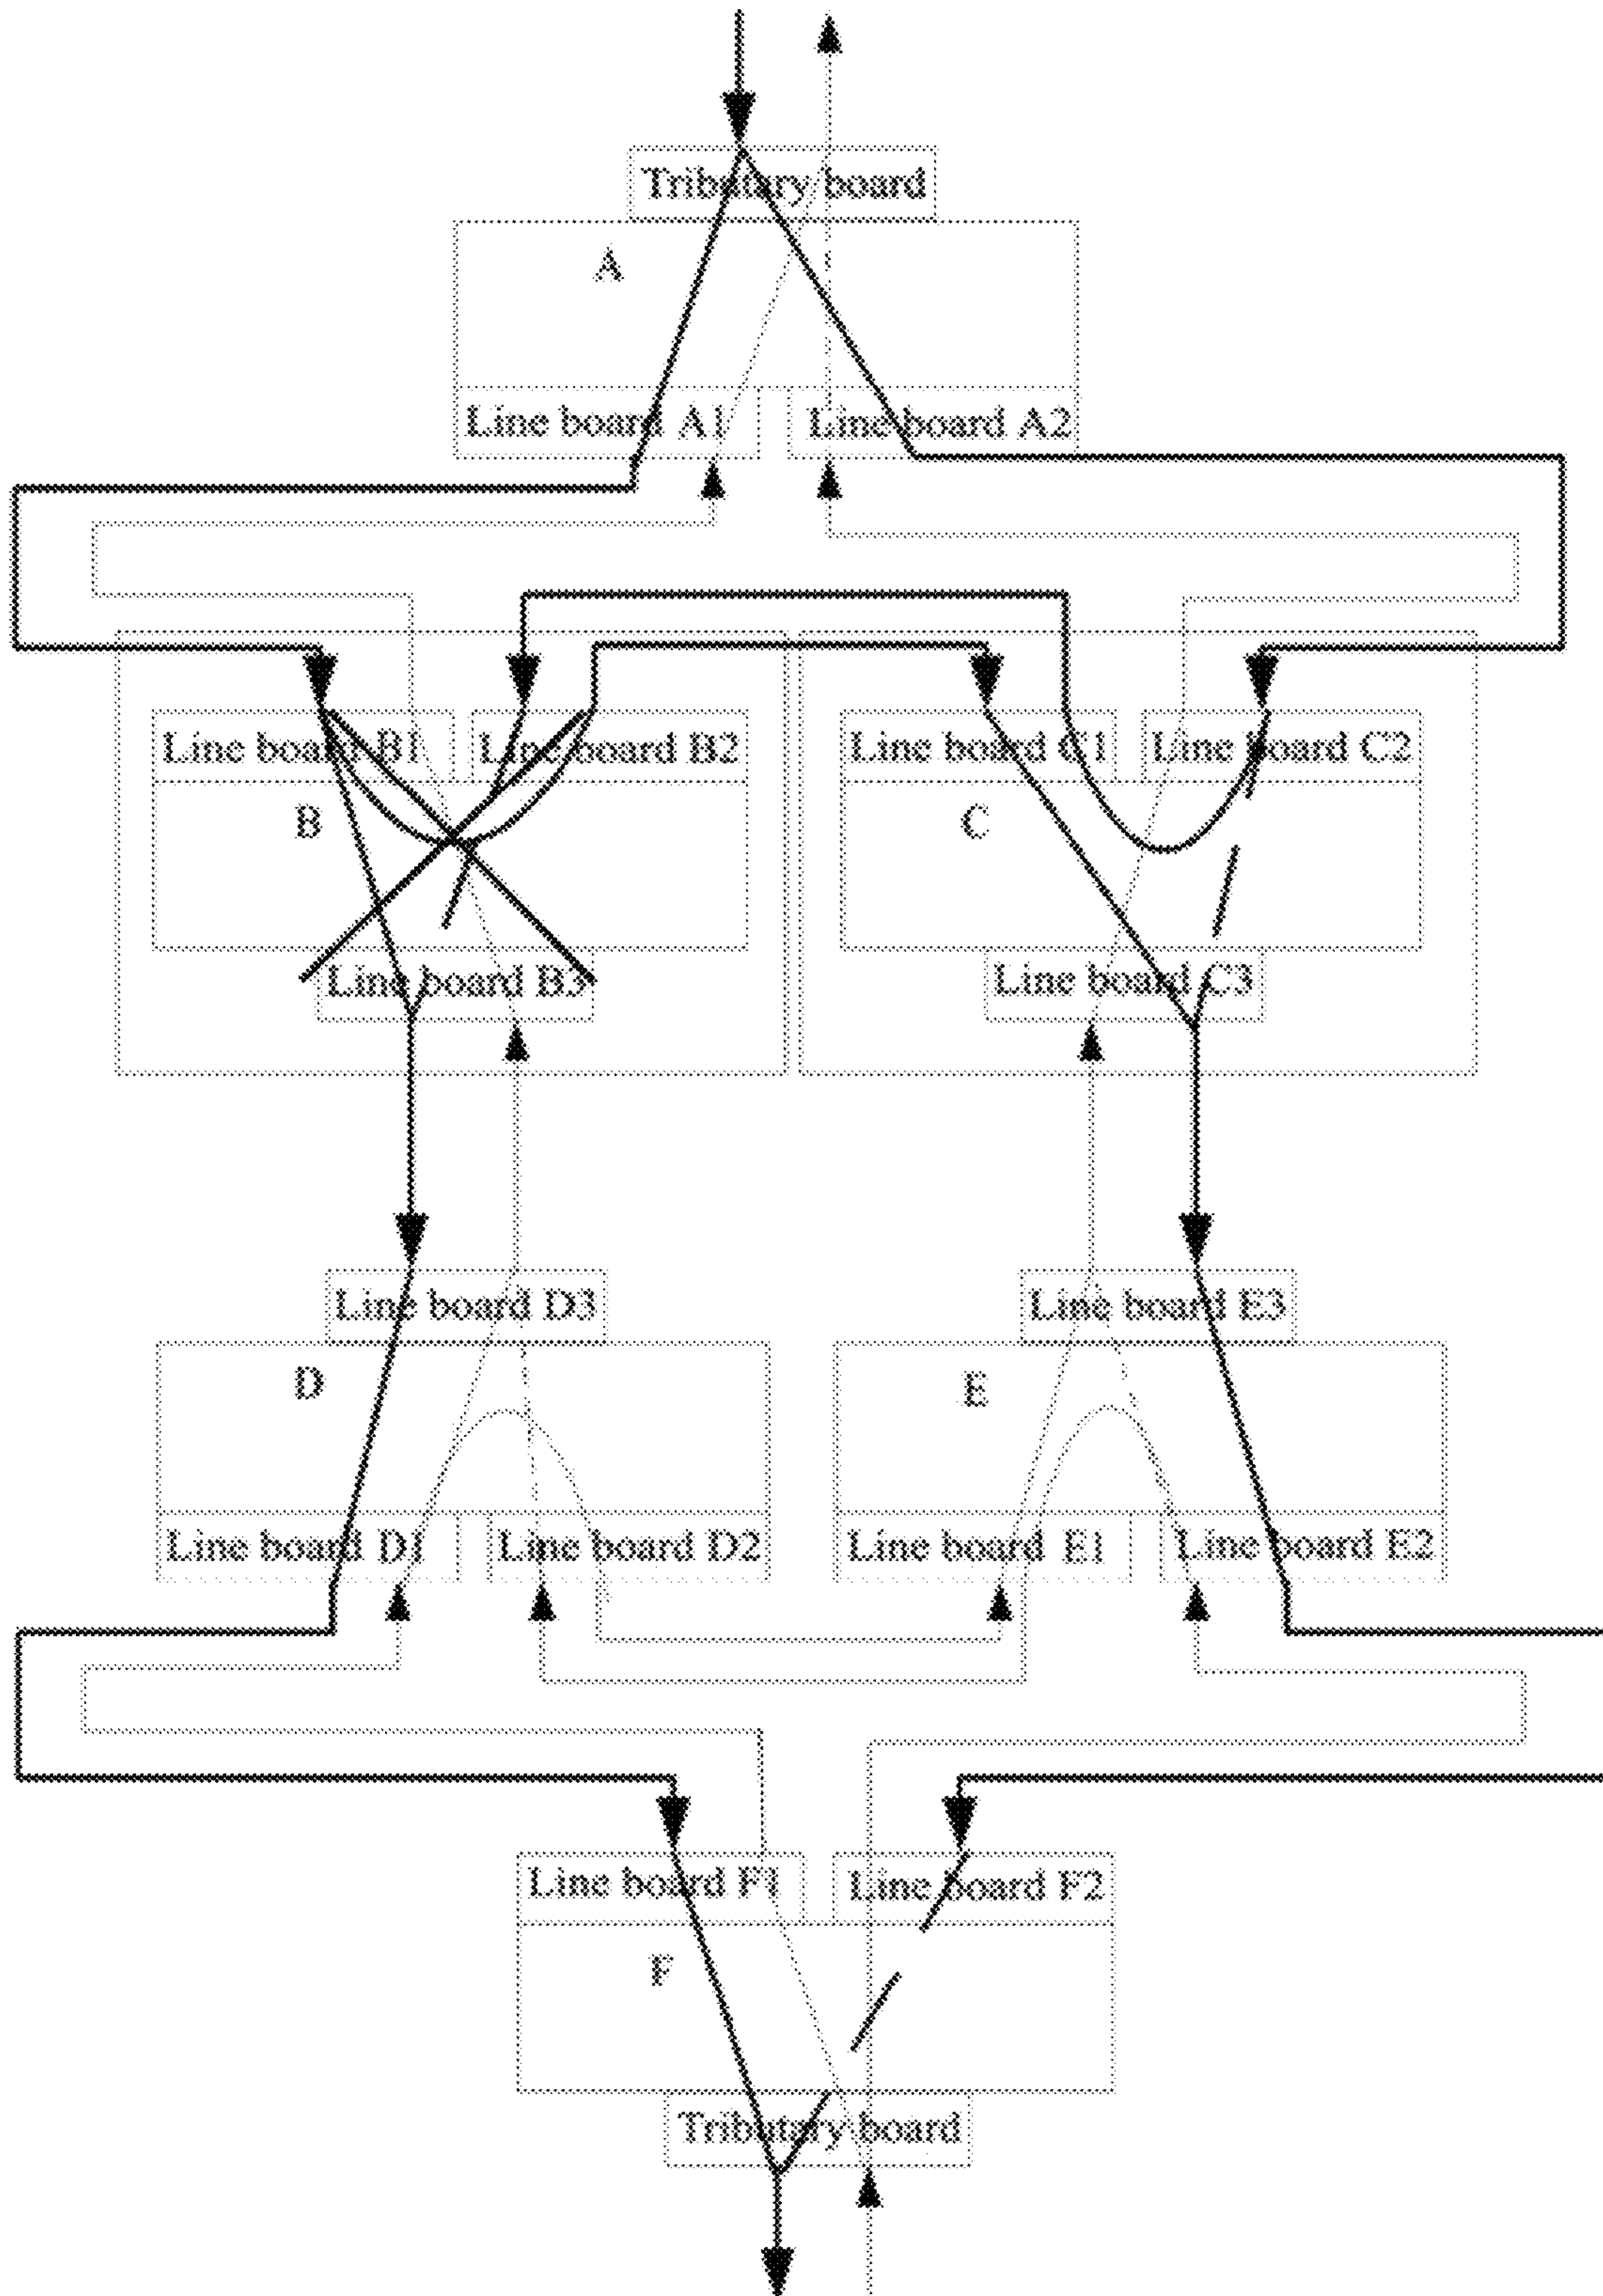 Tributary board
A
Line board A1 Line board A2
Line board B1 Line board B2 Line board C1 Line board C2
B C
Line board B3 Line board C3
Line board D3 Line board E3
D E
Line board D1 Line board D2 Line board E1 Line board E2
Line board F1 Line board F2
F
Tributary board